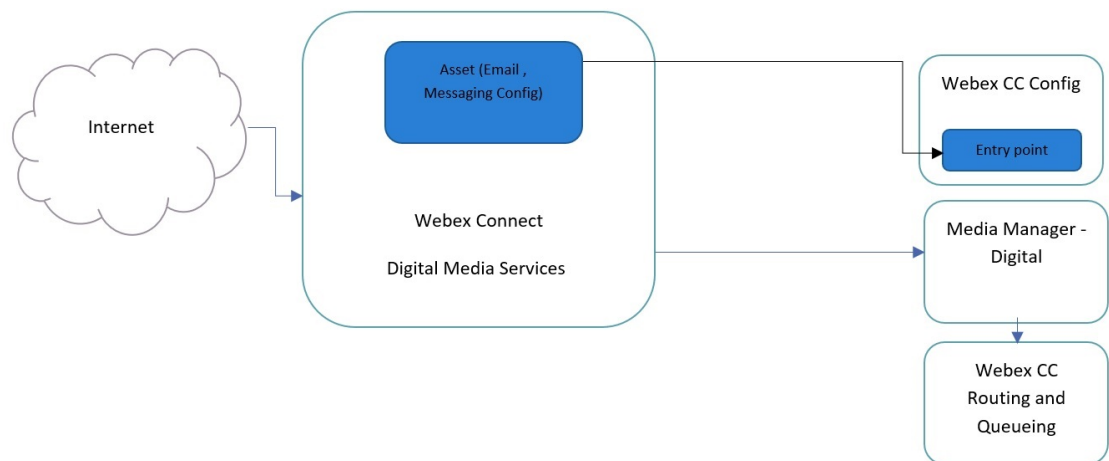 Internet
Asset (Email ,
Messaging Config)
Webex Connect
Digital Media Services
Webex CC Config
Entry point
Media Manager -
Digital
Webex CC
Routing and
Queueing